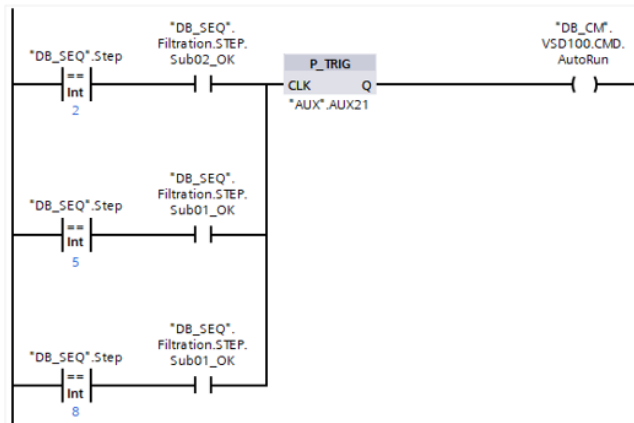 "DB_SEQ".
Filtration.STEP.
Sub02_OK
"DB_SEQ".Step
==
Int
2
P_TRIG
CLK Q
"AUX".AUX21
"DB_CM".
VSD100.CMD.
AutoRun
"DB_SEQ".
Filtration.STEP.
Sub01_OK
"DB_SEQ".Step
==
Int
5
"DB_SEQ".
Filtration.STEP.
Sub01_OK
"DB_SEQ".Step
==
Int
8